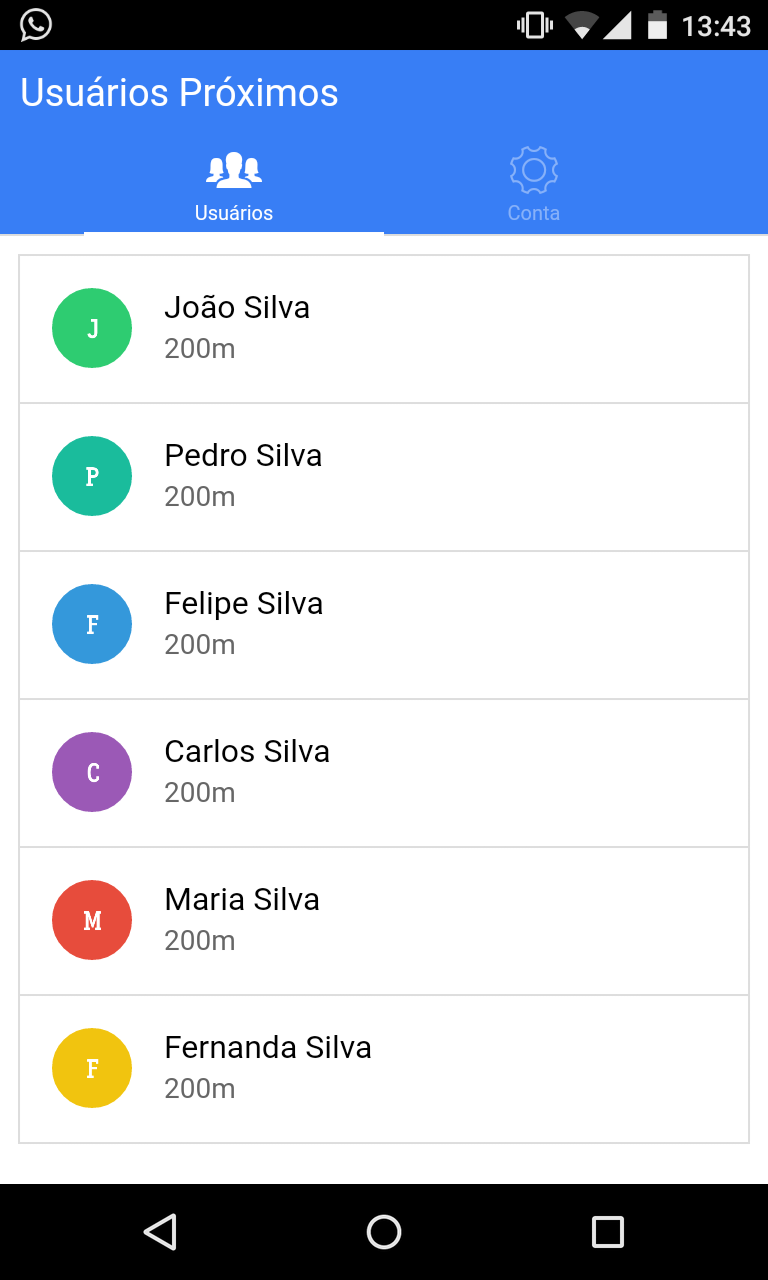 13:43
Usuários Próximos
Usuários
Conta
J
João Silva
200m
P
Pedro Silva
200m
F
Felipe Silva
200m
C
Carlos Silva
200m
M
Maria Silva
200m
F
Fernanda Silva
200m